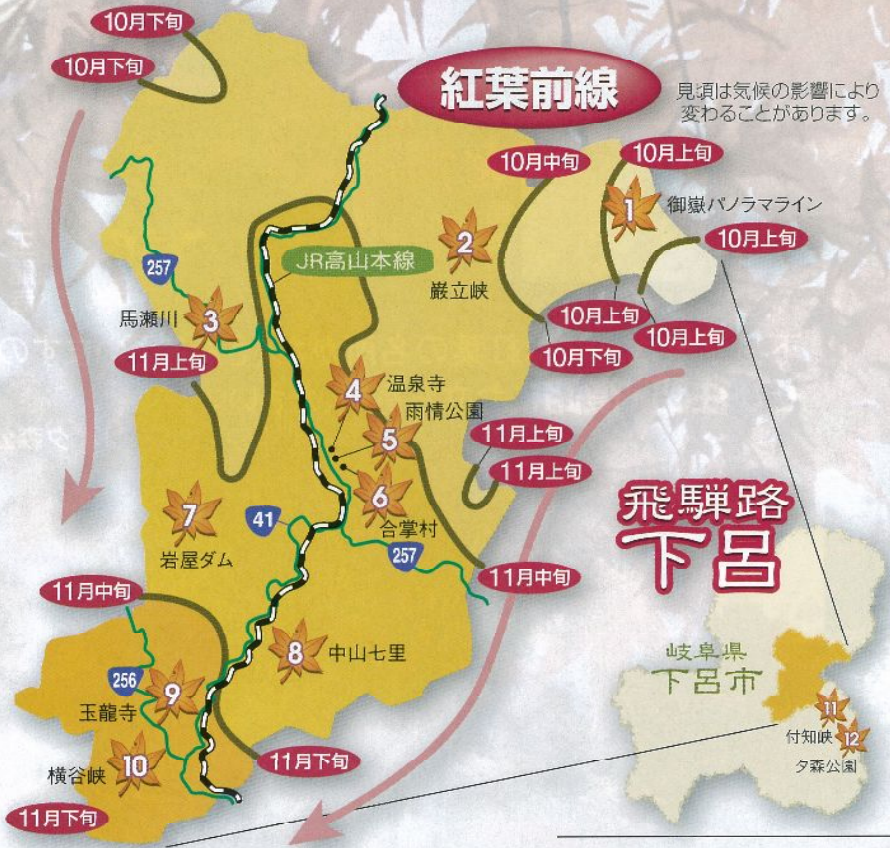 10月下旬
10月下旬
紅葉前線
見頃は気候の影響により
変わることがあります。
10月中旬
10月上旬
1
御嶽パノラマライン
10月上旬
2
巌立峡
JR高山本線
257
馬瀬川
3
11月上旬
10月上旬
10月上旬
10月下旬
4
温泉寺
雨情公園
5
11月上旬
11月上旬
6
合掌村
7
岩屋ダム
41
257
11月中旬
飛騨路
下呂
11月中旬
8
中山七里
256
9
玉龍寺
岐阜県
下呂市
11
付知峡
12
夕森公園
横谷峡
10
11月下旬
11月下旬